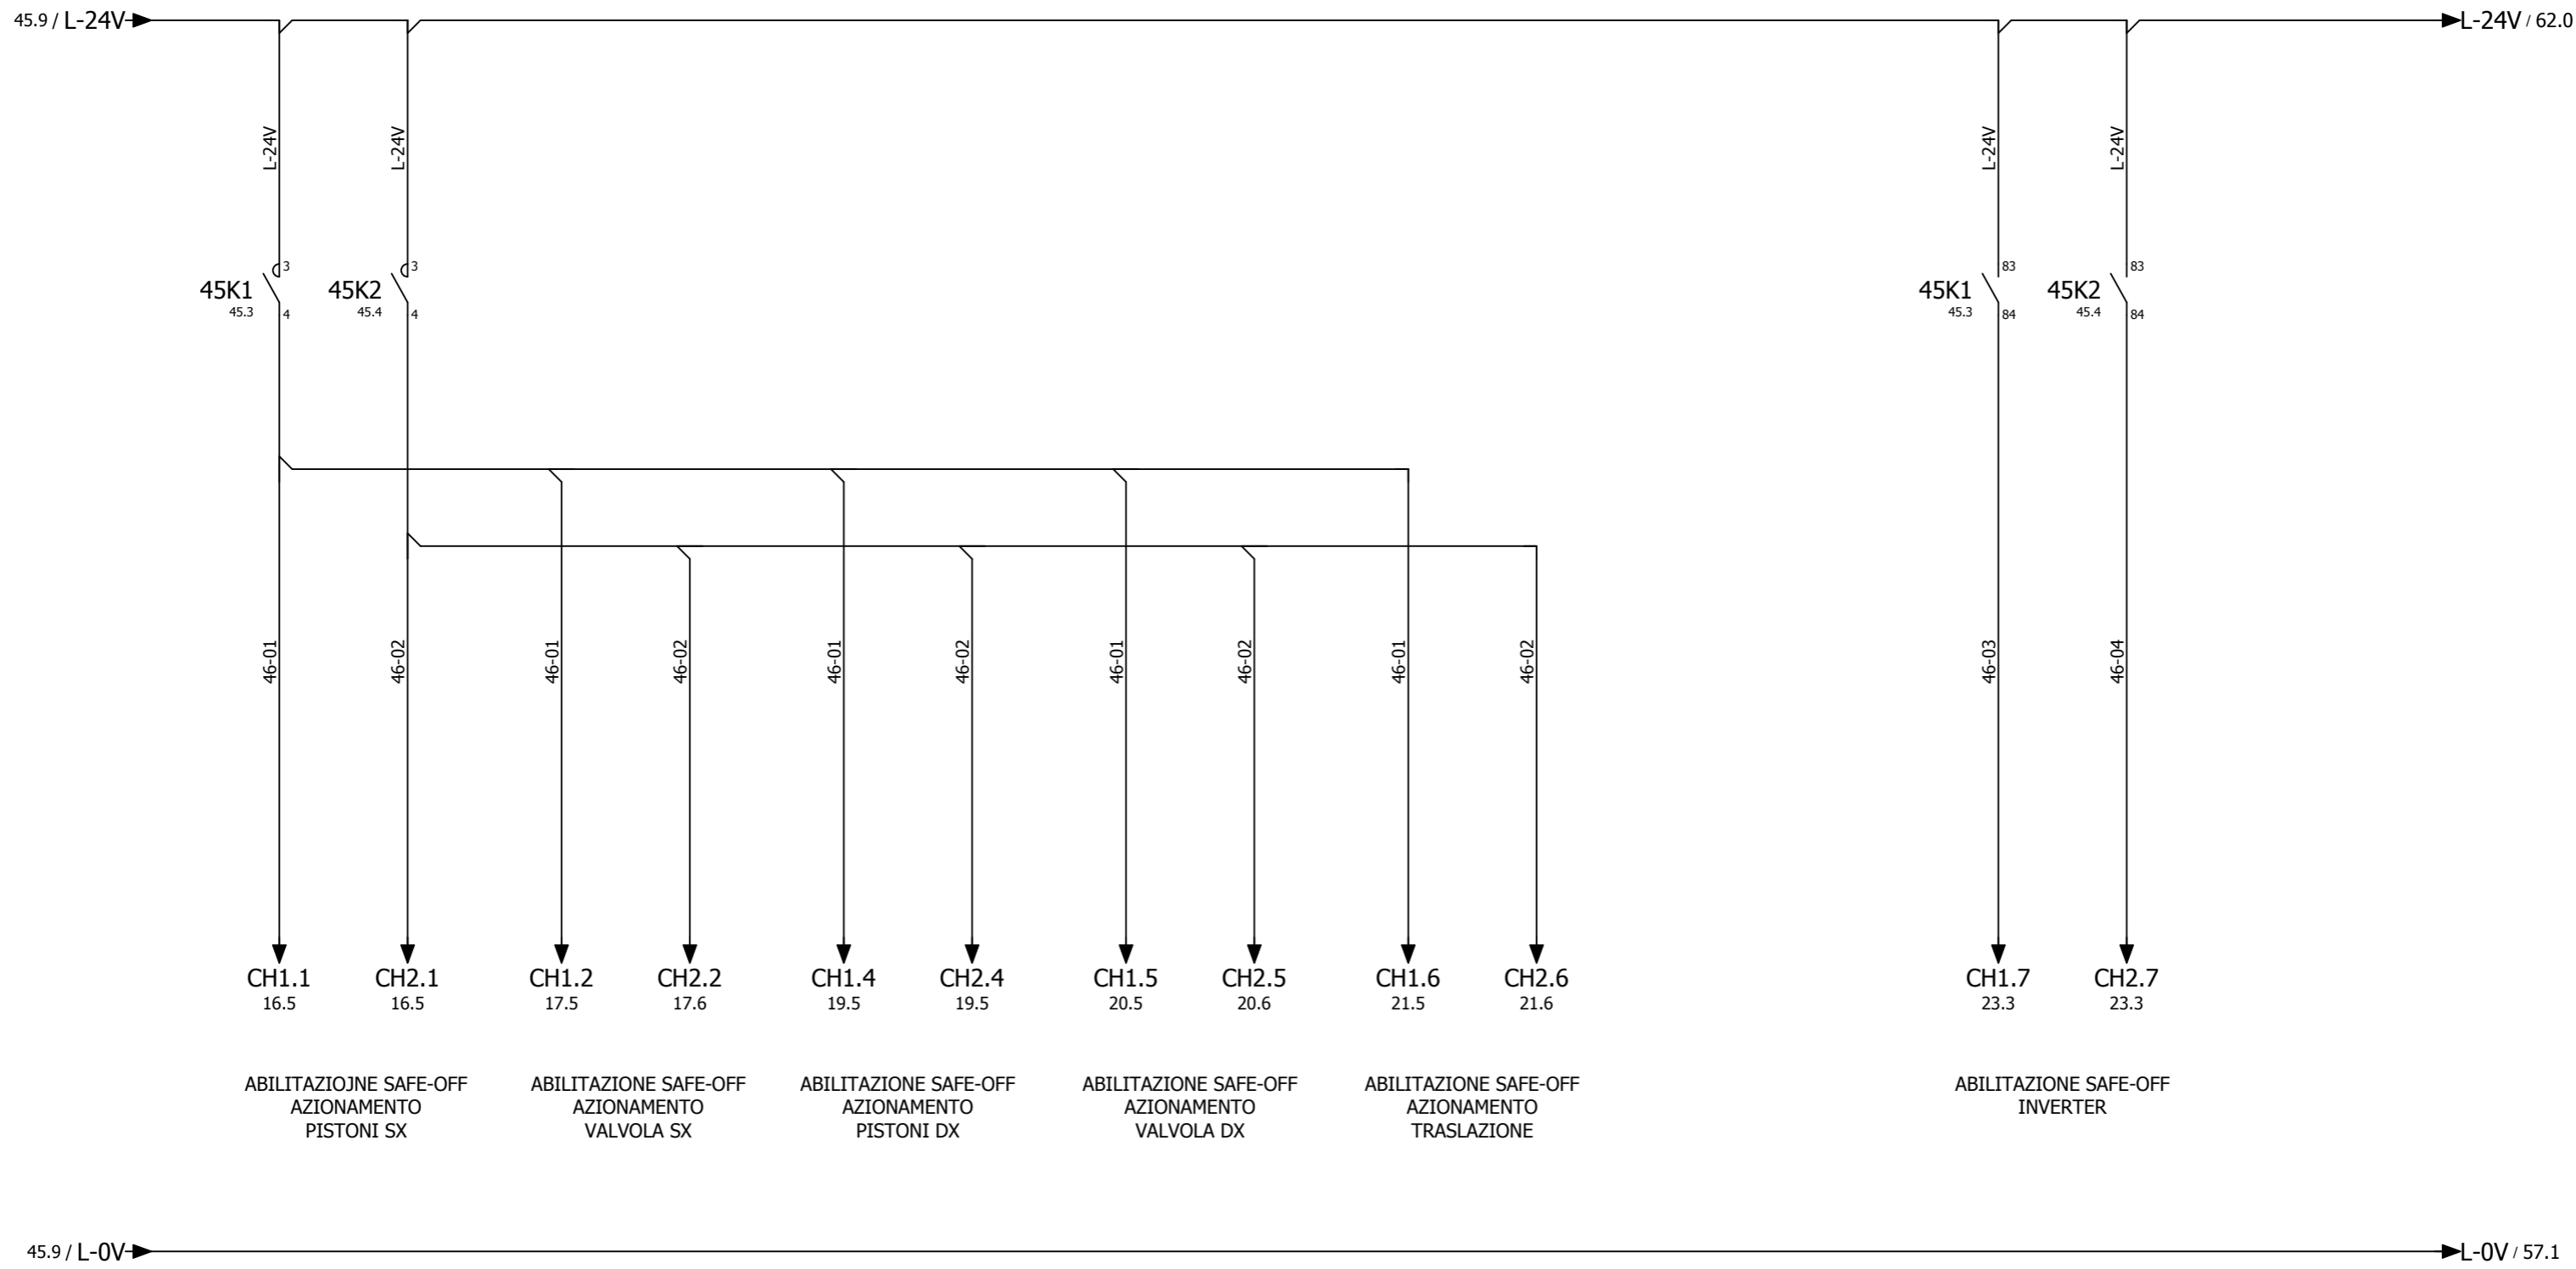 45.9 / L-24V
L-24V / 62.0
L-24V
L-24V
L-24V
L-24V
3
3
83
83
45K1
45K2
45K1
45K2
45.3
4
45.4
4
45.3
84
45.4
84
46-01
46-02
46-01
46-02
46-01
46-02
46-01
46-02
46-01
46-02
46-03
46-04
CH1.1
CH2.1
CH1.2
CH2.2
CH1.4
CH2.4
CH1.5
CH2.5
CH1.6
CH2.6
CH1.7
CH2.7
16.5
16.5
17.5
17.6
19.5
19.5
20.5
20.6
21.5
21.6
23.3
23.3
ABILITAZIOJNE SAFE-OFF
AZIONAMENTO
PISTONI SX
ABILITAZIONE SAFE-OFF
AZIONAMENTO
VALVOLA SX
ABILITAZIONE SAFE-OFF
AZIONAMENTO
PISTONI DX
ABILITAZIONE SAFE-OFF
AZIONAMENTO
VALVOLA DX
ABILITAZIONE SAFE-OFF
AZIONAMENTO
TRASLAZIONE
ABILITAZIONE SAFE-OFF
INVERTER
45.9 / L-0V
L-0V / 57.1